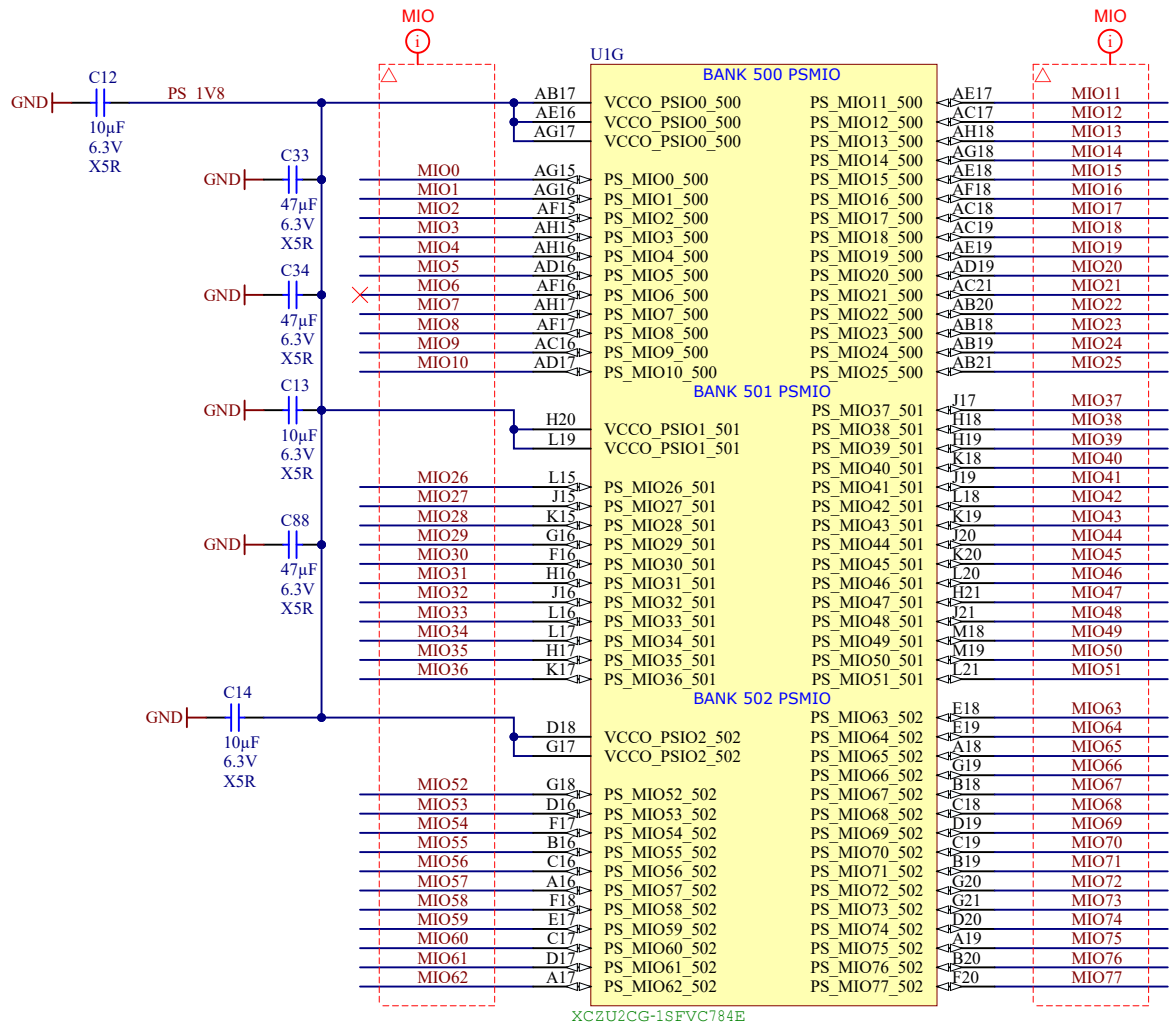 MIO
i
MIO
i
U1G
BANK 500 PSMIO
C12
GND
PS_1V8
10µF
6.3V
X5R
AB17 VCCO_PSIO0_500
AE16 VCCO_PSIO0_500
AG17 VCCO_PSIO0_500
PS_MIO11_500 AE17 MIO11
PS_MIO12_500 AC17 MIO12
PS_MIO13_500 AH18 MIO13
PS_MIO14_500 AG18 MIO14
C33
GND
47µF
6.3V
X5R
MIO0 AG15 PS_MIO0_500 PS_MIO15_500 AE18 MIO15
MIO1 AG16 PS_MIO1_500 PS_MIO16_500 AF18 MIO16
MIO2 AF15 PS_MIO2_500 PS_MIO17_500 AC18 MIO17
MIO3 AH15 PS_MIO3_500 PS_MIO18_500 AC19 MIO18
MIO4 AH16 PS_MIO4_500 PS_MIO19_500 AE19 MIO19
MIO5 AD16 PS_MIO5_500 PS_MIO20_500 AD19 MIO20
MIO6 AF16 PS_MIO6_500 PS_MIO21_500 AC21 MIO21
MIO7 AH17 PS_MIO7_500 PS_MIO22_500 AB20 MIO22
MIO8 AF17 PS_MIO8_500 PS_MIO23_500 AB18 MIO23
MIO9 AC16 PS_MIO9_500 PS_MIO24_500 AB19 MIO24
MIO10 AD17 PS_MIO10_500 PS_MIO25_500 AB21 MIO25
C34
GND
47µF
6.3V
X5R
BANK 501 PSMIO
C13
GND
10µF
6.3V
X5R
H20 VCCO_PSIO1_501
L19 VCCO_PSIO1_501
PS_MIO37_501 J17 MIO37
PS_MIO38_501 H18 MIO38
PS_MIO39_501 H19 MIO39
PS_MIO40_501 K18 MIO40
MIO26 L15 PS_MIO26_501 PS_MIO41_501 J19 MIO41
MIO27 J15 PS_MIO27_501 PS_MIO42_501 L18 MIO42
MIO28 K15 PS_MIO28_501 PS_MIO43_501 K19 MIO43
MIO29 G16 PS_MIO29_501 PS_MIO44_501 J20 MIO44
MIO30 F16 PS_MIO30_501 PS_MIO45_501 K20 MIO45
MIO31 H16 PS_MIO31_501 PS_MIO46_501 L20 MIO46
MIO32 J16 PS_MIO32_501 PS_MIO47_501 H21 MIO47
MIO33 L16 PS_MIO33_501 PS_MIO48_501 J21 MIO48
MIO34 L17 PS_MIO34_501 PS_MIO49_501 M18 MIO49
MIO35 H17 PS_MIO35_501 PS_MIO50_501 M19 MIO50
MIO36 K17 PS_MIO36_501 PS_MIO51_501 L21 MIO51
C88
GND
47µF
6.3V
X5R
BANK 502 PSMIO
C14
GND
10µF
6.3V
X5R
D18 VCCO_PSIO2_502
G17 VCCO_PSIO2_502
PS_MIO63_502 E18 MIO63
PS_MIO64_502 E19 MIO64
PS_MIO65_502 A18 MIO65
PS_MIO66_502 G19 MIO66
MIO52 G18 PS_MIO52_502 PS_MIO67_502 B18 MIO67
MIO53 D16 PS_MIO53_502 PS_MIO68_502 C18 MIO68
MIO54 F17 PS_MIO54_502 PS_MIO69_502 D19 MIO69
MIO55 B16 PS_MIO55_502 PS_MIO70_502 C19 MIO70
MIO56 C16 PS_MIO56_502 PS_MIO71_502 B19 MIO71
MIO57 A16 PS_MIO57_502 PS_MIO72_502 G20 MIO72
MIO58 F18 PS_MIO58_502 PS_MIO73_502 G21 MIO73
MIO59 E17 PS_MIO59_502 PS_MIO74_502 D20 MIO74
MIO60 C17 PS_MIO60_502 PS_MIO75_502 A19 MIO75
MIO61 D17 PS_MIO61_502 PS_MIO76_502 B20 MIO76
MIO62 A17 PS_MIO62_502 PS_MIO77_502 F20 MIO77
XCZU2CG-1SFVC784E